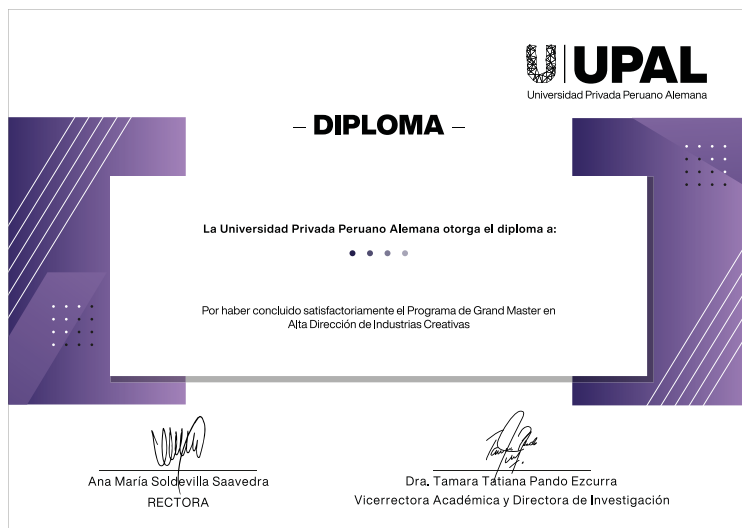 UPAL
Universidad Privada Peruano Alemana
– DIPLOMA –
La Universidad Privada Peruano Alemana otorga el diploma a:
Por haber concluido satisfactoriamente el Programa de Grand Master en
Alta Dirección de Industrias Creativas
Ana María Soldevilla Saavedra
RECTORA
Dra. Tamara Tatiana Pando Ezcurra
Vicerrectora Académica y Directora de Investigación